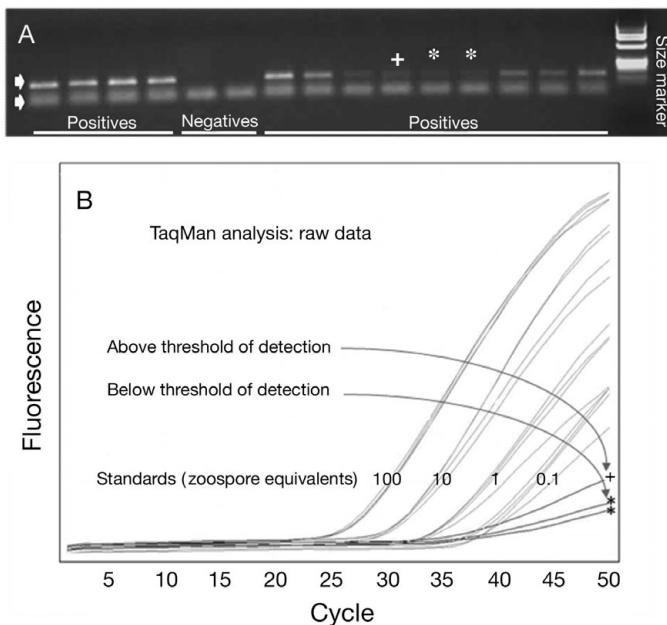 A
+ * *
Size marker
Positives Negatives Positives
B
TaqMan analysis: raw data
Above threshold of detection
Below threshold of detection
Standards (zoospore equivalents) 100 10 1 0.1 +
*
*
Fluorescence
5 10 15 20 25 30 35 40 45 50
Cycle